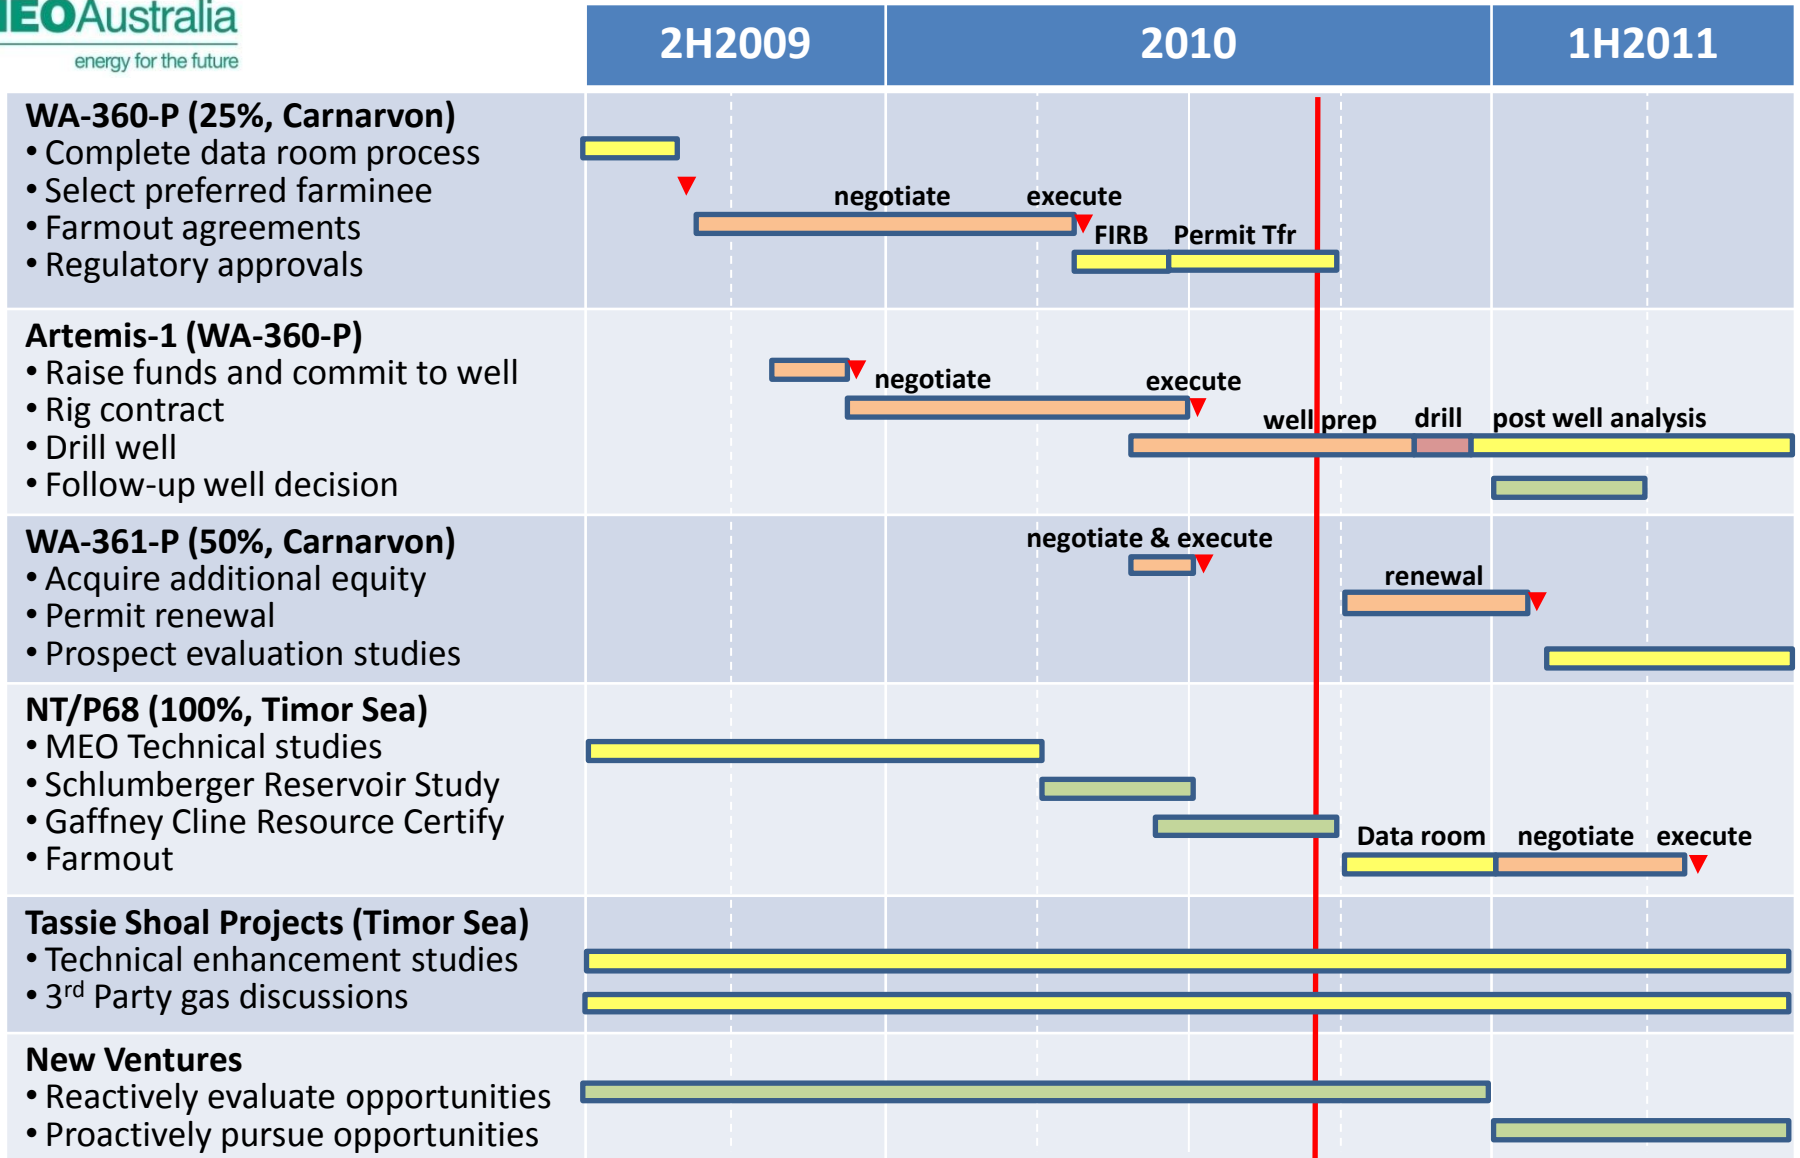 MEOAustralia
energy for the future
2H2009 2010 1H2011
WA-360-P (25%, Carnarvon)
• Complete data room process
• Select preferred farminee
negotiate execute
• Farmout agreements
FIRB Permit Tfr
• Regulatory approvals
Artemis-1 (WA-360-P)
• Raise funds and commit to well
negotiate execute
• Rig contract
well prep drill post well analysis
• Drill well
• Follow-up well decision
WA-361-P (50%, Carnarvon)
negotiate & execute
• Acquire additional equity
renewal
• Permit renewal
• Prospect evaluation studies
NT/P68 (100%, Timor Sea)
• MEO Technical studies
• Schlumberger Reservoir Study
• Gaffney Cline Resource Certify
Data room negotiate execute
• Farmout
Tassie Shoal Projects (Timor Sea)
• Technical enhancement studies
• 3rd Party gas discussions
New Ventures
• Reactively evaluate opportunities
• Proactively pursue opportunities